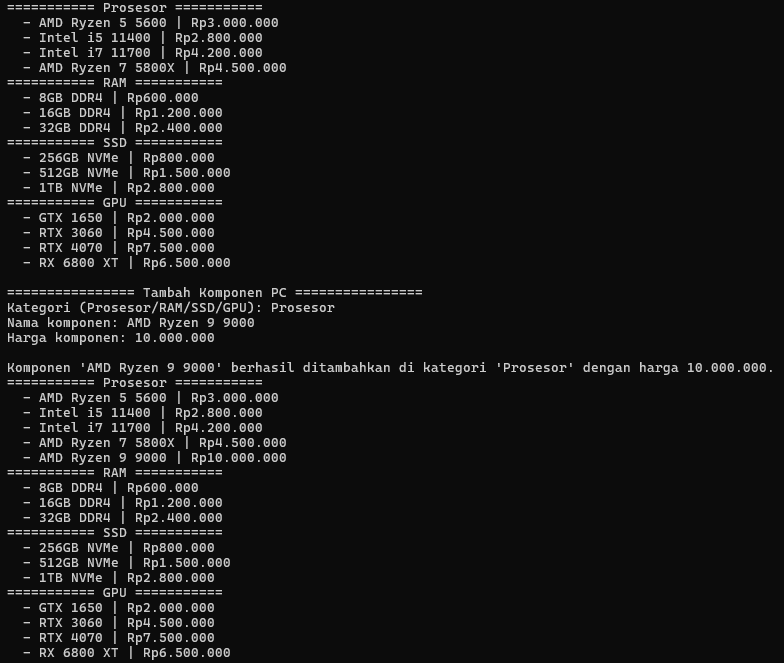 =========== Prosesor ===========
- AMD Ryzen 5 5600 | Rp3.000.000
- Intel i5 11400 | Rp2.800.000
- Intel i7 11700 | Rp4.200.000
- AMD Ryzen 7 5800X | Rp4.500.000
=========== RAM ===========
- 8GB DDR4 | Rp600.000
- 16GB DDR4 | Rp1.200.000
- 32GB DDR4 | Rp2.400.000
=========== SSD ===========
- 256GB NVMe | Rp800.000
- 512GB NVMe | Rp1.500.000
- 1TB NVMe | Rp2.800.000
=========== GPU ===========
- GTX 1650 | Rp2.000.000
- RTX 3060 | Rp4.500.000
- RTX 4070 | Rp7.500.000
- RX 6800 XT | Rp6.500.000
================ Tambah Komponen PC ================
Kategori (Prosesor/RAM/SSD/GPU): Prosesor
Nama komponen: AMD Ryzen 9 9000
Harga komponen: 10.000.000
Komponen 'AMD Ryzen 9 9000' berhasil ditambahkan di kategori 'Prosesor' dengan harga 10.000.000.
=========== Prosesor ===========
- AMD Ryzen 5 5600 | Rp3.000.000
- Intel i5 11400 | Rp2.800.000
- Intel i7 11700 | Rp4.200.000
- AMD Ryzen 7 5800X | Rp4.500.000
- AMD Ryzen 9 9000 | Rp10.000.000
=========== RAM ===========
- 8GB DDR4 | Rp600.000
- 16GB DDR4 | Rp1.200.000
- 32GB DDR4 | Rp2.400.000
=========== SSD ===========
- 256GB NVMe | Rp800.000
- 512GB NVMe | Rp1.500.000
- 1TB NVMe | Rp2.800.000
=========== GPU ===========
- GTX 1650 | Rp2.000.000
- RTX 3060 | Rp4.500.000
- RTX 4070 | Rp7.500.000
- RX 6800 XT | Rp6.500.000